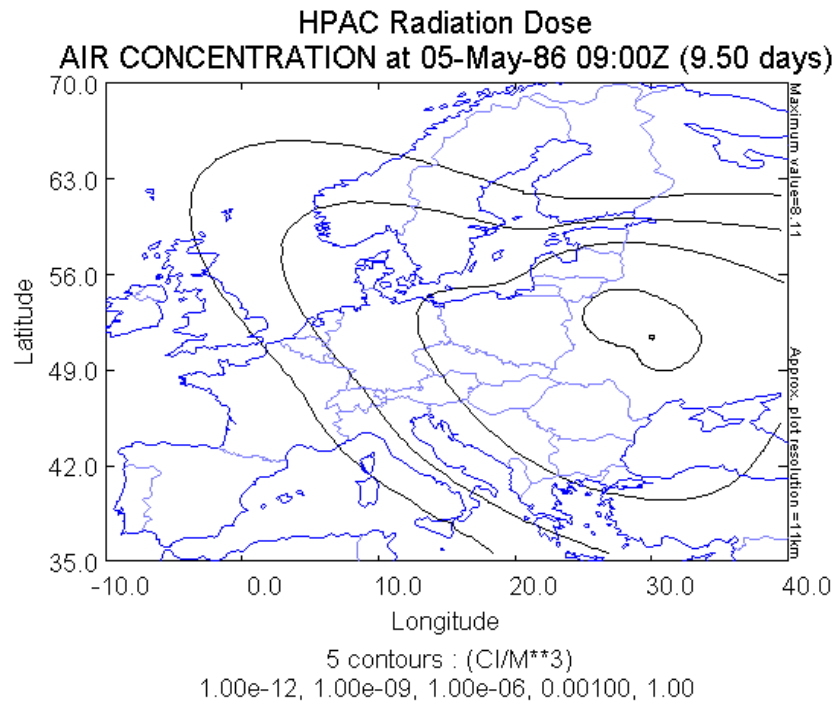 HPAC Radiation Dose
AIR CONCENTRATION at 05-May-86 09:00Z (9.50 days)
70.0
63.0
56.0
49.0
42.0
35.0
Latitude
-10.0 0.0 10.0 20.0 30.0 40.0
Longitude
Maximum value=8.11
Approx. plot resolution =11km
5 contours : (CI/M**3)
1.00e-12, 1.00e-09, 1.00e-06, 0.00100, 1.00